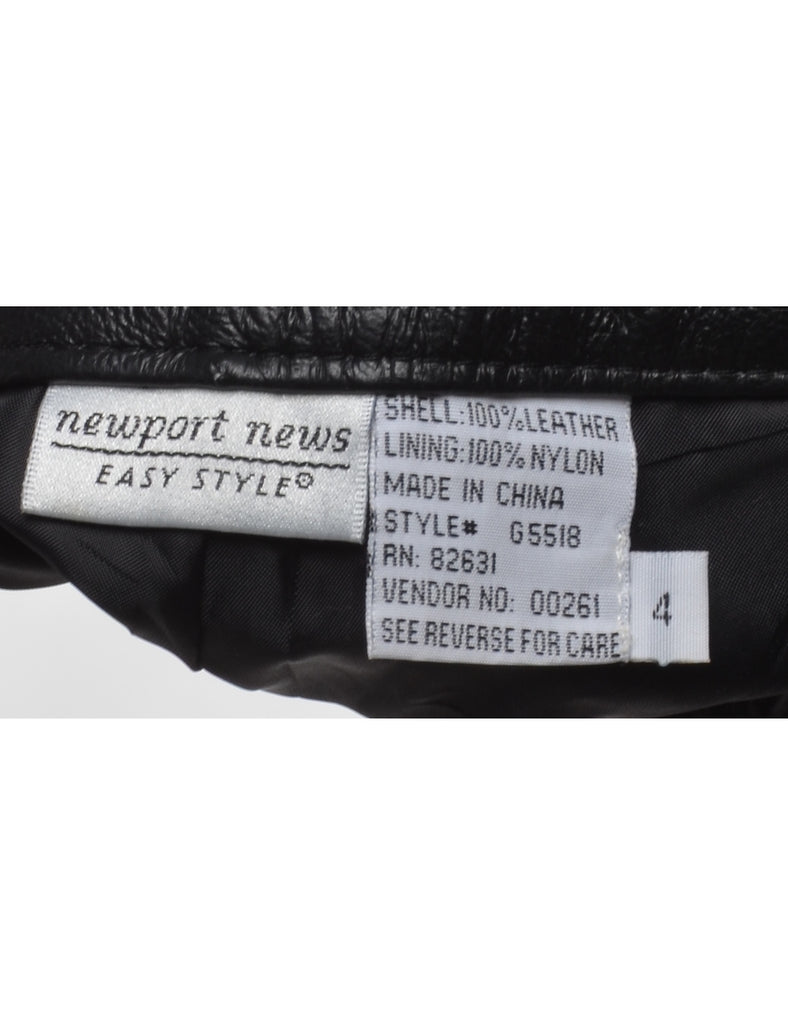 newport news
EASY STYLE®
SHELL:100%LEATHER
LINING:100% NYLON
MADE IN CHINA
STYLE# G5518
RN: 82631
VENDOR NO: 00261
SEE REVERSE FOR CARE
4